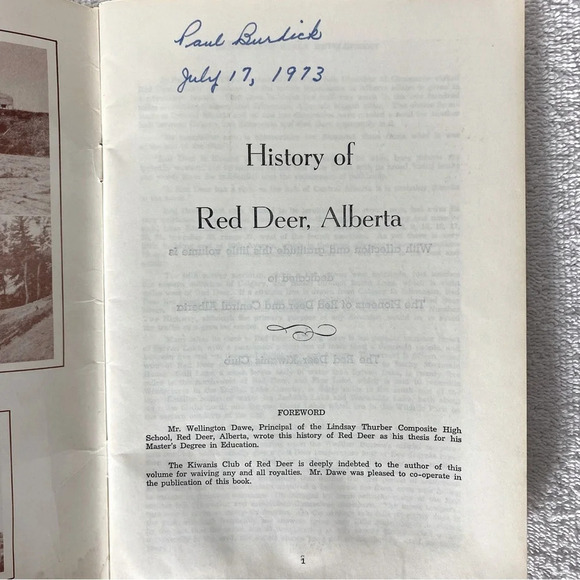 Paul Burdick
July 17, 1973
History of
Red Deer, Alberta
FOREWORD
Mr. Wellington Dawe, Principal of the Lindsay Thurber Composite High
School, Red Deer, Alberta, wrote this history of Red Deer as his thesis for his
Master's Degree in Education.
The Kiwanis Club of Red Deer is deeply indebted to the author of this
volume for waiving any and all royalties. Mr. Dawe was pleased to co-operate in
the publication of this book.